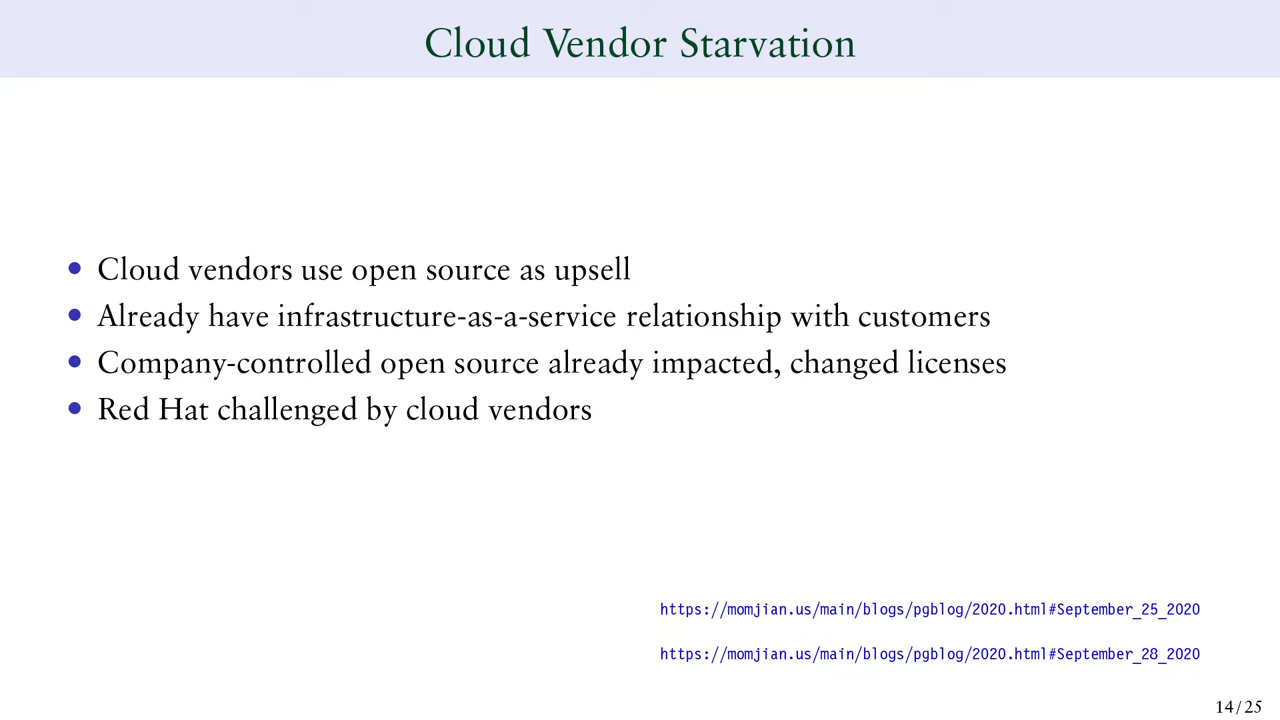 Cloud Vendor Starvation
• Cloud vendors use open source as upsell
• Already have infrastructure-as-a-service relationship with customers
• Company-controlled open source already impacted, changed licenses
• Red Hat challenged by cloud vendors
https://momjian.us/main/blogs/pgblog/2020.html#September_25_2020
https://momjian.us/main/blogs/pgblog/2020.html#September_28_2020
14/25